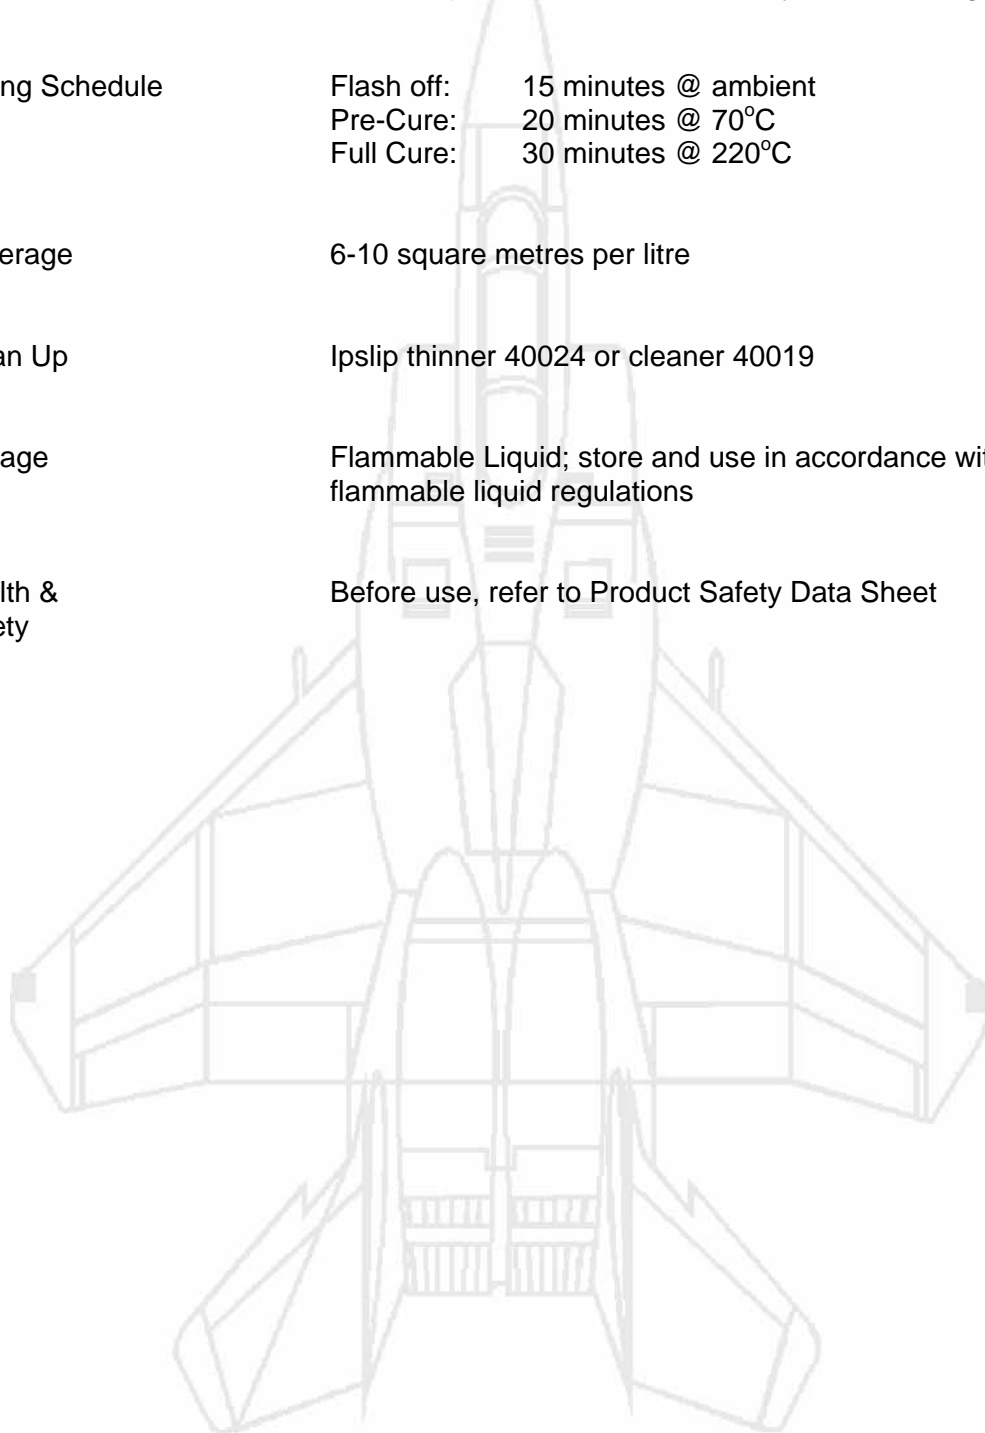 ng Schedule Flash off: 15 minutes @ ambient
Pre-Cure: 20 minutes @ 70°C
Full Cure: 30 minutes @ 220°C
erage 6-10 square metres per litre
an Up Ipslip thinner 40024 or cleaner 40019
age Flammable Liquid; store and use in accordance wit
flammable liquid regulations
lth & Before use, refer to Product Safety Data Sheet
ety